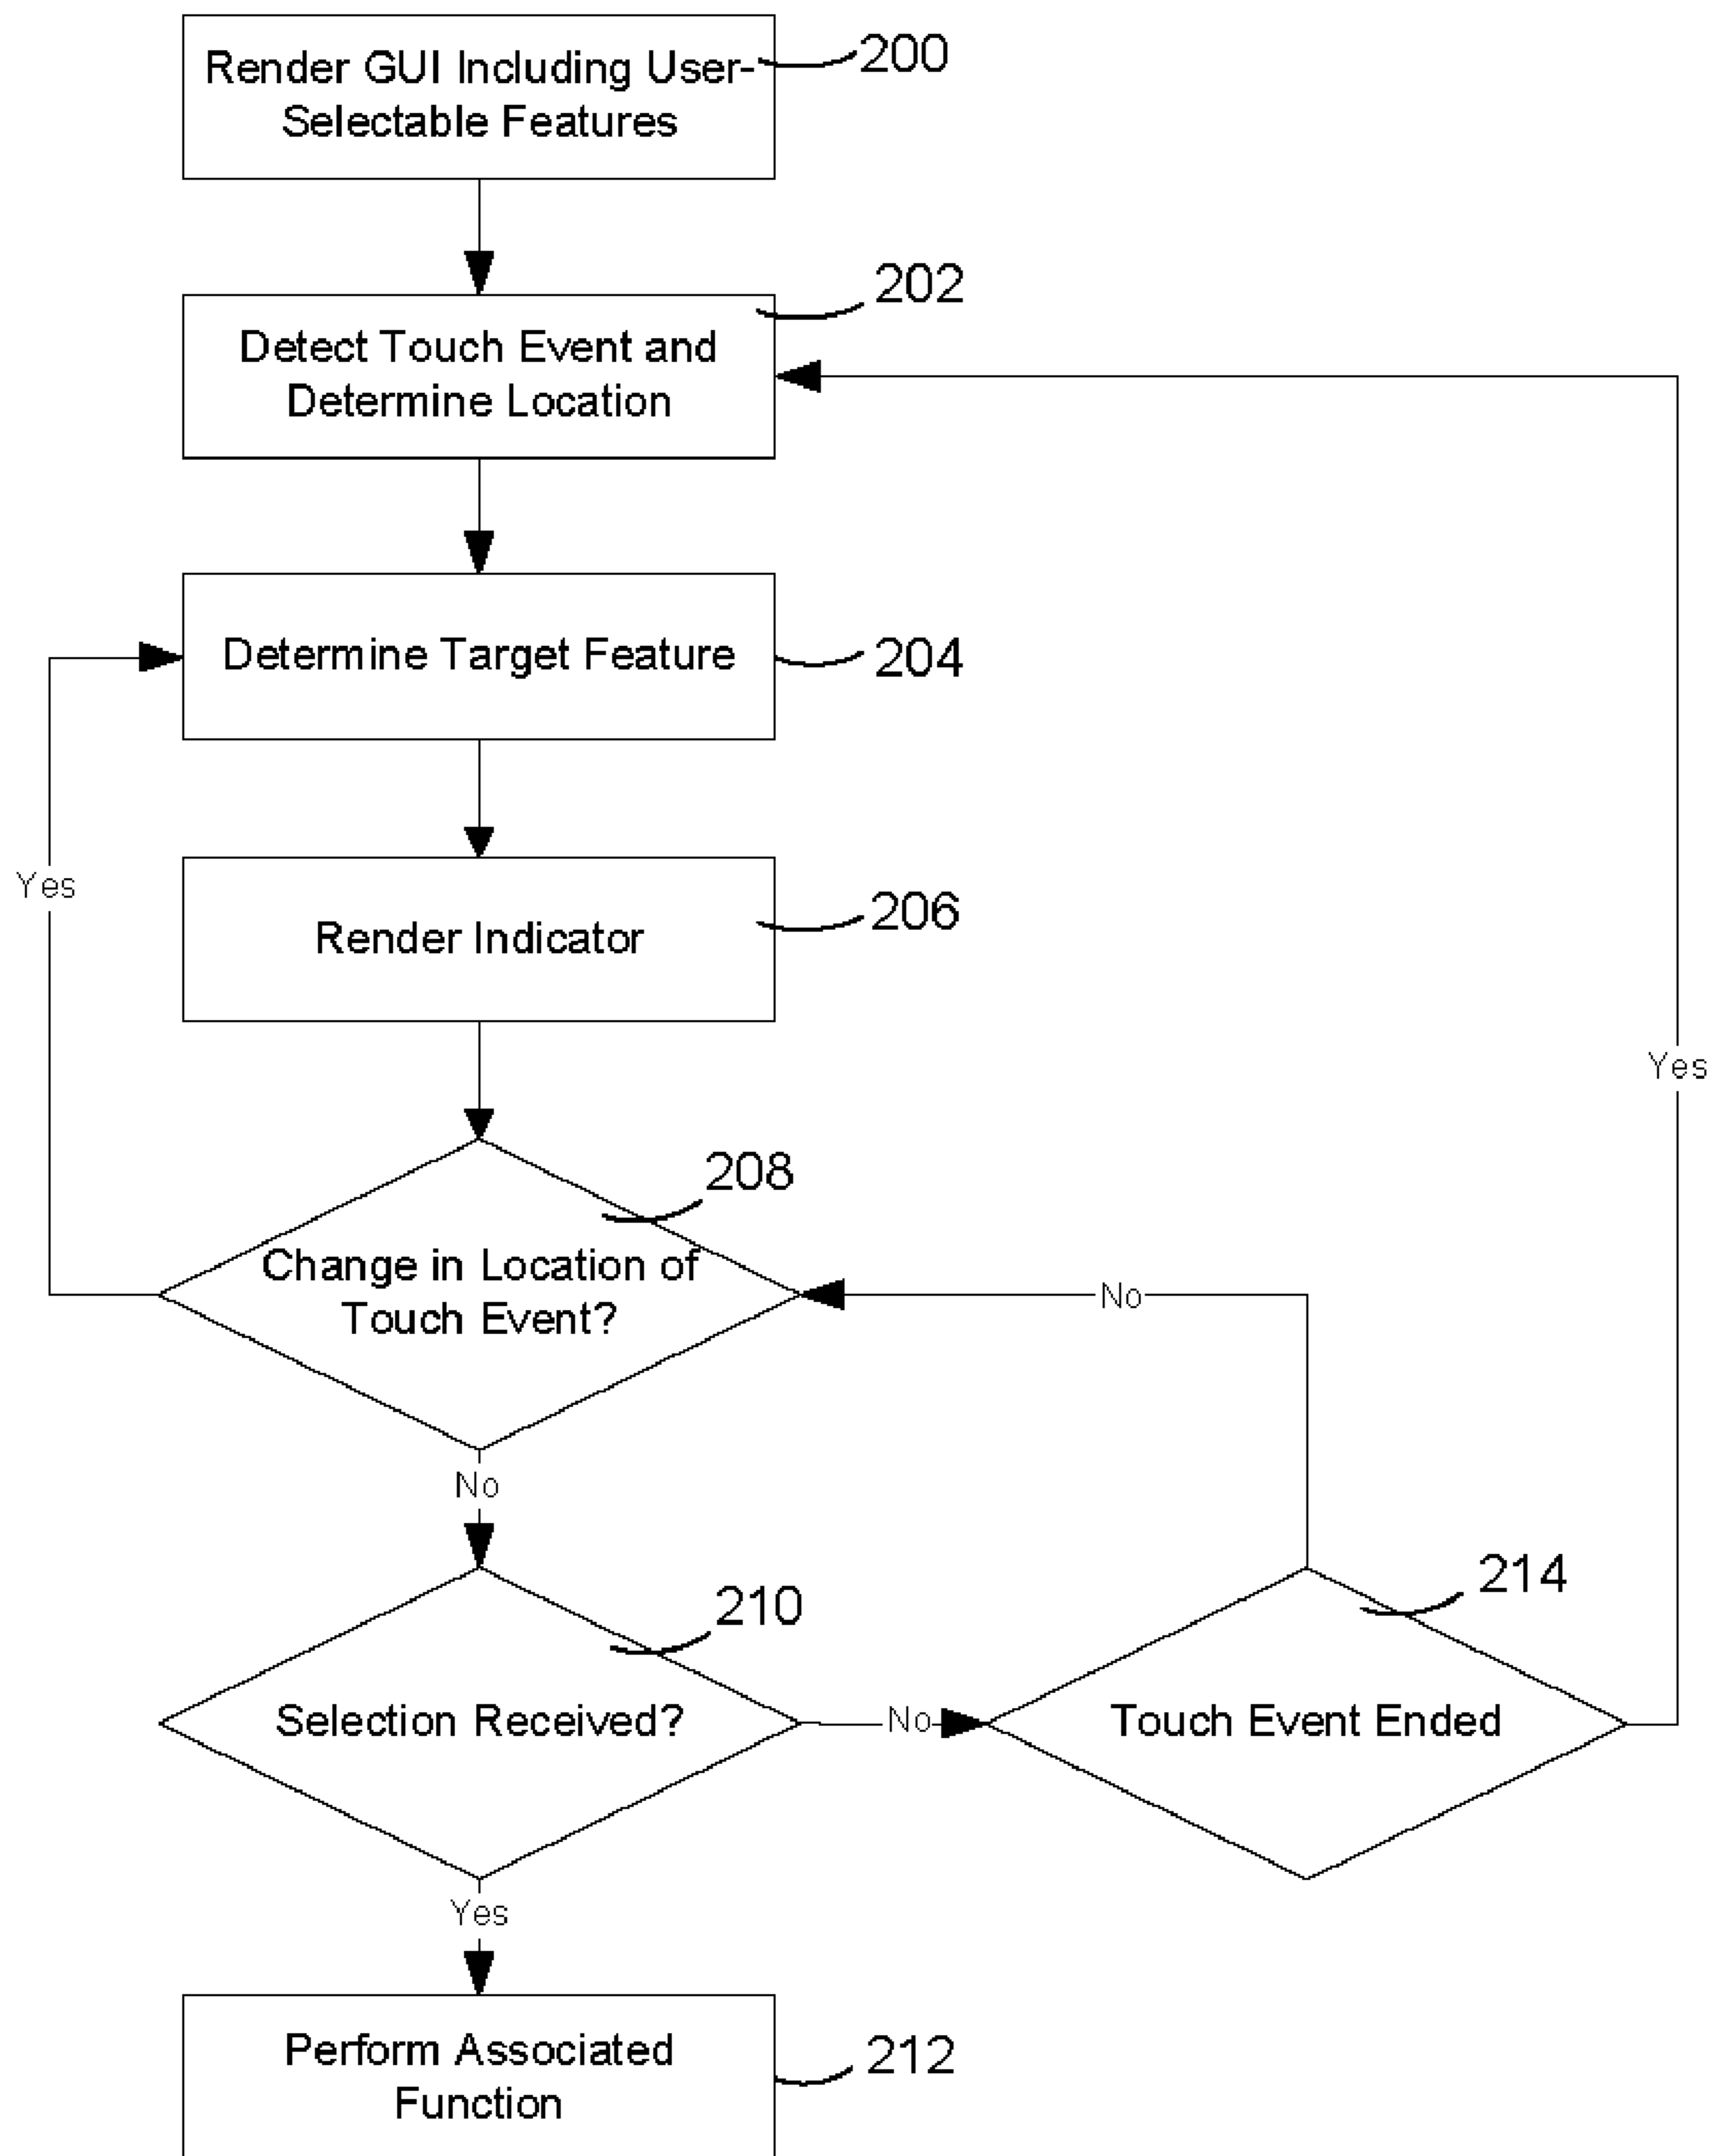 Render GUI Including User-
Selectable Features
200
Detect Touch Event and
Determine Location
202
Determine Target Feature
204
Yes
Render Indicator
206
Yes
Change in Location of
Touch Event?
208
No
No
Selection Received?
210
No
Touch Event Ended
214
Yes
Perform Associated
Function
212